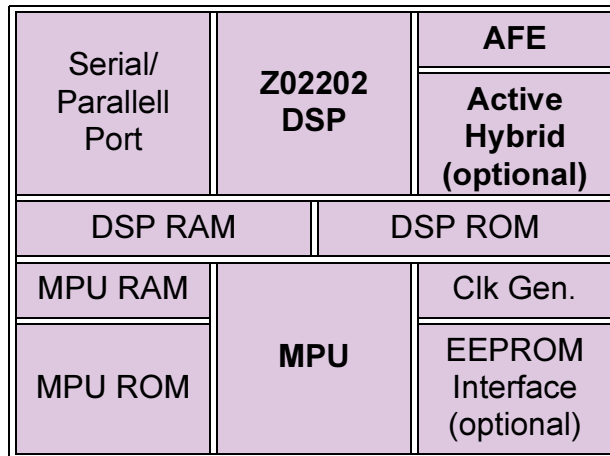 Serial/
Parallell
Port
Z02202
DSP
AFE
Active
Hybrid
(optional)
DSP RAM
DSP ROM
MPU RAM
MPU ROM
MPU
Clk Gen.
EEPROM
Interface
(optional)